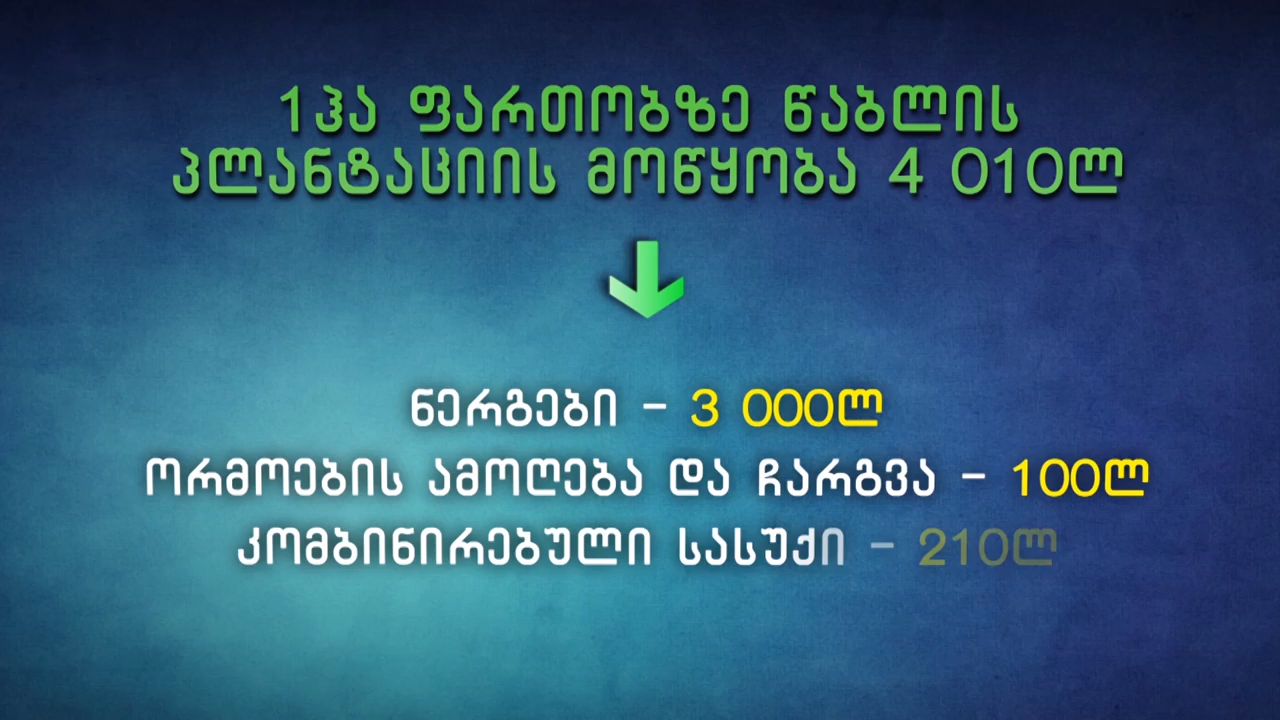 1ჰა ფართობზე წაბლის
პლანტაციის მოწყობა 4 010ლ
ნერგები - 3 000ლ
ორმოების ამოღება და ჩარგვა - 100ლ
კომბინირებული სასუქი - 210ლ